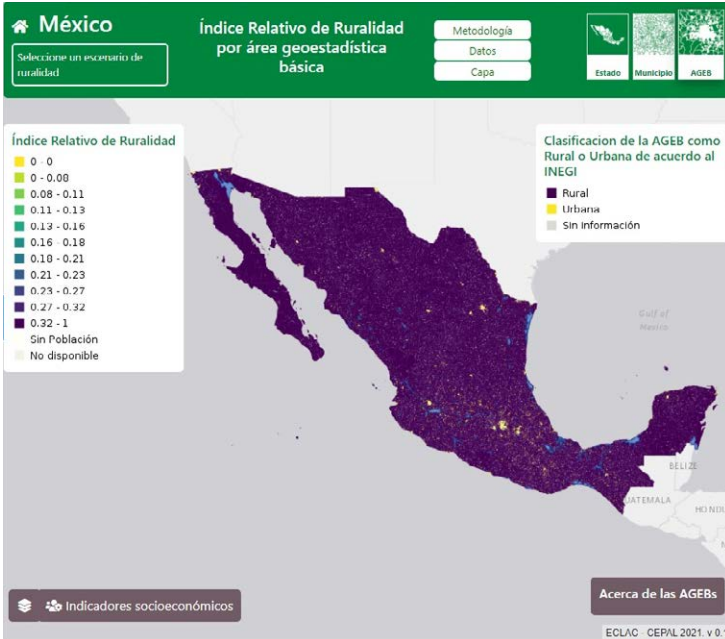 México
Seleccione un escenario de
ruralidad
Índice Relativo de Ruralidad
por área geoestadística
básica
Metodología
Datos
Capa
Estado
Municipio
AGEB
Índice Relativo de Ruralidad
0 - 0
0 - 0.08
0.08 - 0.11
0.11 - 0.13
0.13 - 0.16
0.16 - 0.18
0.18 - 0.21
0.21 - 0.23
0.23 - 0.27
0.27 - 0.32
0.32 - 1
Sin Población
No disponible
Clasificacion de la AGEB como
Rural o Urbana de acuerdo al
INEGI
Rural
Urbana
Sin información
Gulf of
Mexico
BELIZE
UATEMALA
HONDU
Indicadores socioeconómicos
Acerca de las AGEBs
ECLAC - CEPAL 2021. v 0.